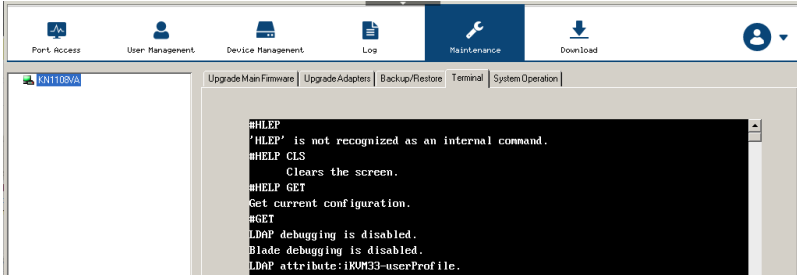 Port Access
User Management
Device Management
Log
Maintenance
Download
KN1108VA
Upgrade Main Firmware
Upgrade Adapters
Backup/Restore
Terminal
System Operation
#HLEP
'HLEP' is not recognized as an internal command.
#HELP CLS
Clears the screen.
#HELP GET
Get current configuration.
#GET
LDAP debugging is disabled.
Blade debugging is disabled.
LDAP attribute:iKVM33-userProfile.